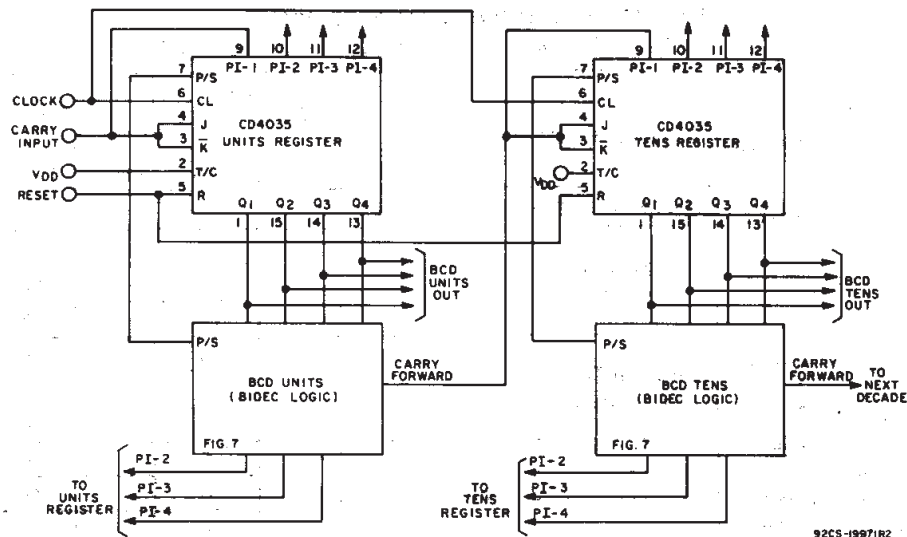 9 10 11 12
PI-1 PI-2 PI-3 PI-4
7 P/S
CLOCK 6 CL
CARRY INPUT
4 J
3 K̅
CD4035
UNITS REGISTER
VDD 2 T/C
RESET 5 R
Q1 Q2 Q3 Q4
1 15 14 13
BCD
UNITS
OUT
P/S
BCD UNITS
(BIDEC LOGIC)
FIG. 7
CARRY
FORWARD
PI-2
PI-3
PI-4
TO
UNITS
REGISTER
9 10 11 12
PI-1 PI-2 PI-3 PI-4
7 P/S
6 CL
4 J
3 K̅
CD4035
TENS REGISTER
VDD 2 T/C
5 R
Q1 Q2 Q3 Q4
1 15 14 13
BCD
TENS
OUT
P/S
BCD TENS
(BIDEC LOGIC)
FIG. 7
CARRY
FORWARD
TO
NEXT
DECADE
PI-2
PI-3
PI-4
TO
TENS
REGISTER
92CS-19971R2